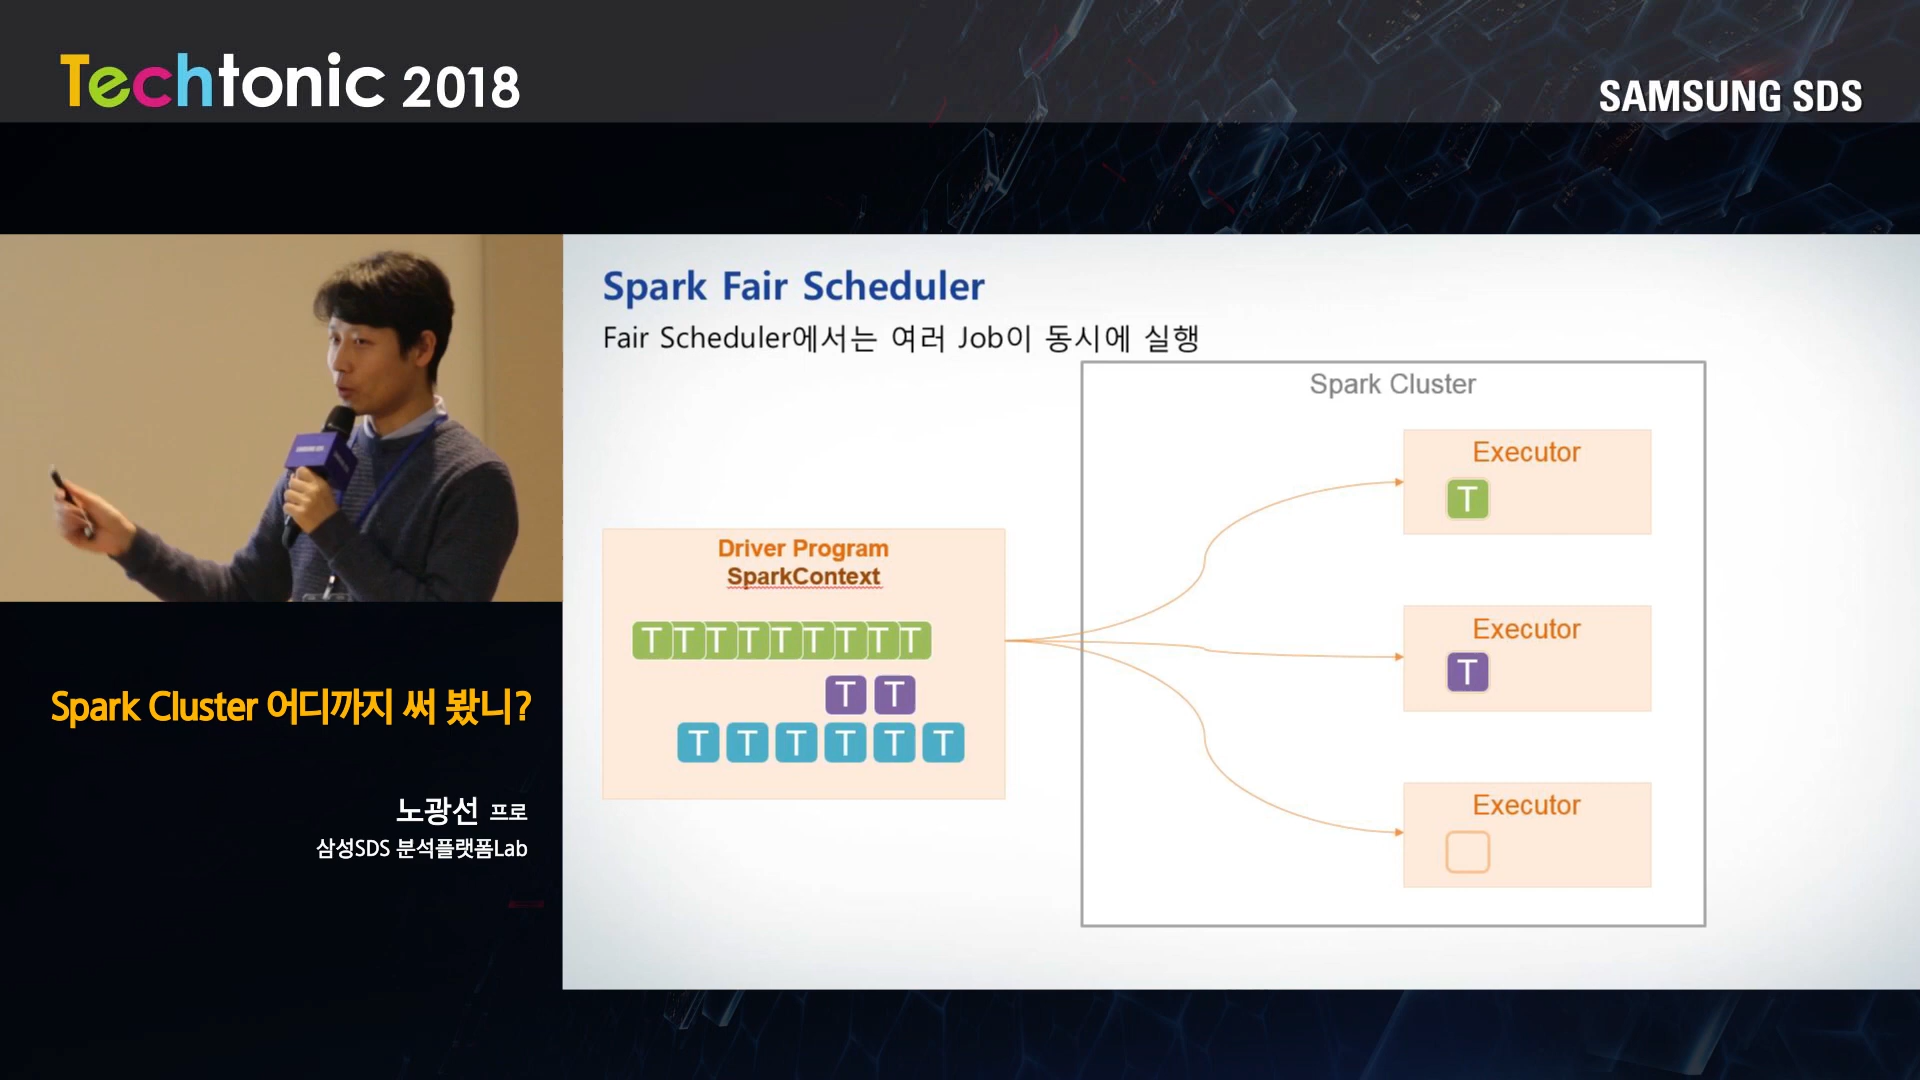 Techtonic 2018
SAMSUNG SDS
Spark Fair Scheduler
Fair Scheduler에서는 여러 Job이 동시에 실행
Spark Cluster
Executor
T
Driver Program
SparkContext
T T T T T T T T T
T T
T T T T T T
Executor
T
Executor
Spark Cluster 어디까지 써 봤니?
노광선 프로
삼성SDS 분석플랫폼Lab